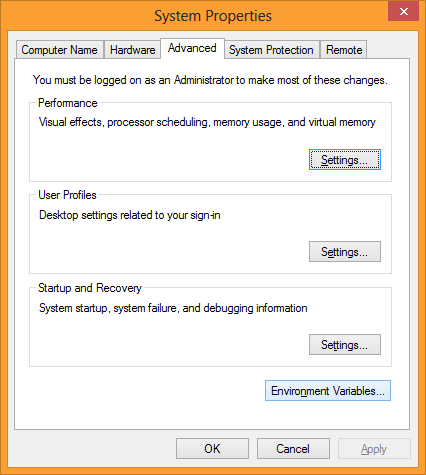 System Properties
Computer Name Hardware Advanced System Protection Remote
You must be logged on as an Administrator to make most of these changes.
Performance
Visual effects, processor scheduling, memory usage, and virtual memory
Settings...
User Profiles
Desktop settings related to your sign-in
Settings...
Startup and Recovery
System startup, system failure, and debugging information
Settings...
Environment Variables...
OK Cancel Apply